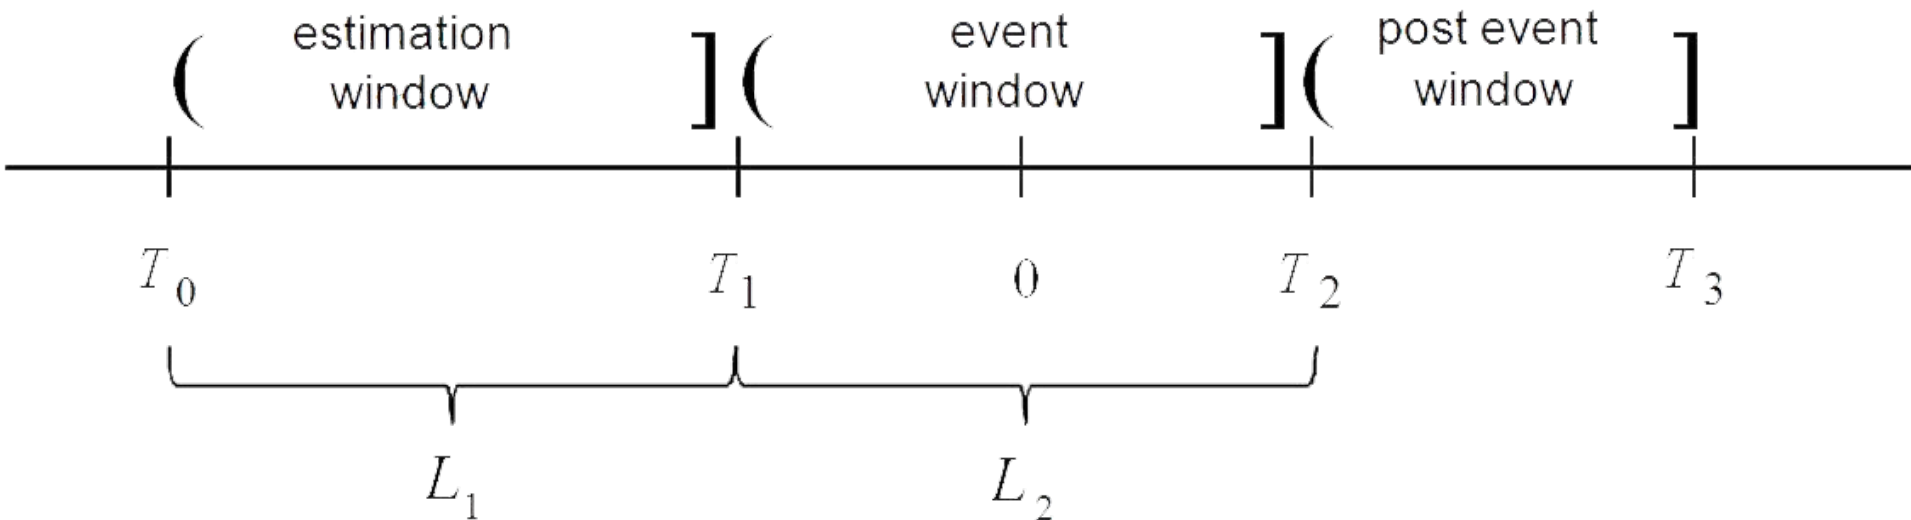 ( estimation window ]
( event window ]
( post event window ]
T0 T1 0 T2 T3
L1 L2